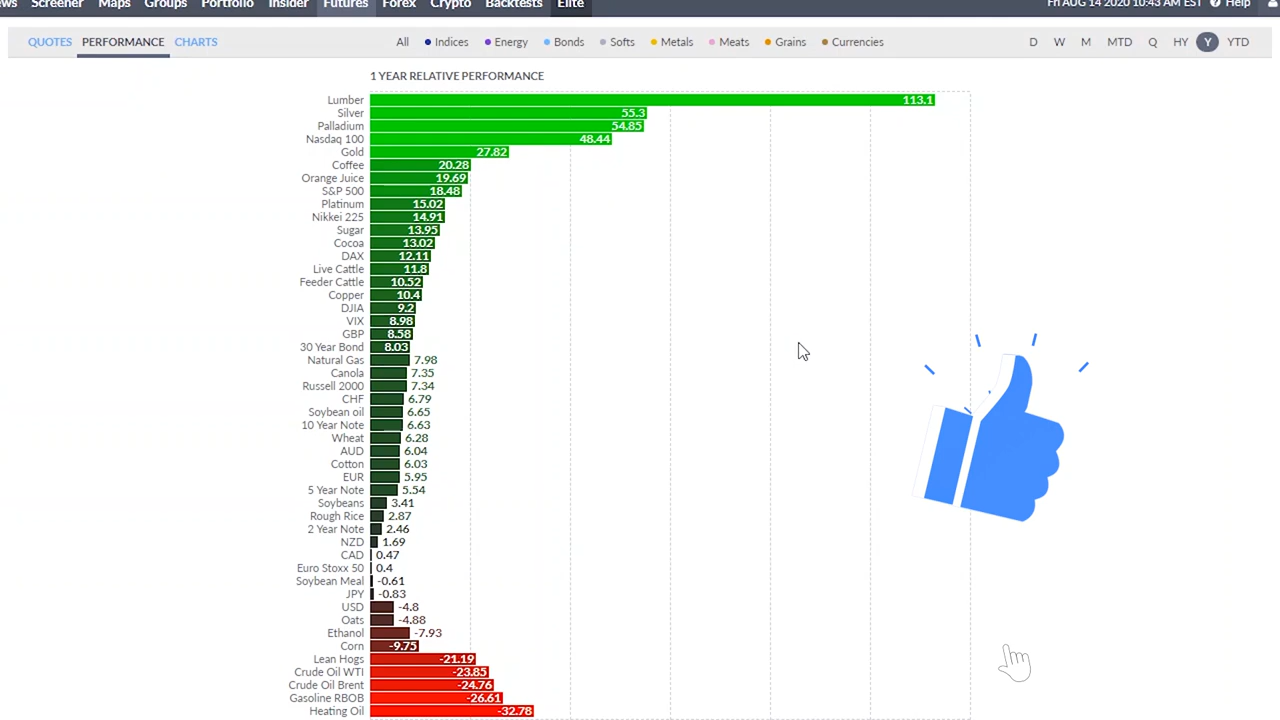 ws Screener Maps Groups Portfolio Insider Futures Forex Crypto Backtests Elite Fri AUG 14 2020 10:43 AM EST ? Help
QUOTES PERFORMANCE CHARTS All Indices Energy Bonds Softs Metals Meats Grains Currencies D W M MTD Q HY Y YTD
1 YEAR RELATIVE PERFORMANCE
Lumber 113.1
Silver 55.3
Palladium 54.85
Nasdaq 100 48.44
Gold 27.82
Coffee 20.28
Orange Juice 19.69
S&P 500 18.48
Platinum 15.02
Nikkei 225 14.91
Sugar 13.95
Cocoa 13.02
DAX 12.11
Live Cattle 11.8
Feeder Cattle 10.52
Copper 10.4
DJIA 9.2
VIX 8.98
GBP 8.58
30 Year Bond 8.03
Natural Gas 7.98
Canola 7.35
Russell 2000 7.34
CHF 6.79
Soybean oil 6.65
10 Year Note 6.63
Wheat 6.28
AUD 6.04
Cotton 6.03
EUR 5.95
5 Year Note 5.54
Soybeans 3.41
Rough Rice 2.87
2 Year Note 2.46
NZD 1.69
CAD 0.47
Euro Stoxx 50 0.4
Soybean Meal -0.61
JPY -0.83
USD -4.8
Oats -4.88
Ethanol -7.93
Corn -9.75
Lean Hogs -21.19
Crude Oil WTI -23.85
Crude Oil Brent -24.76
Gasoline RBOB -26.61
Heating Oil -32.78